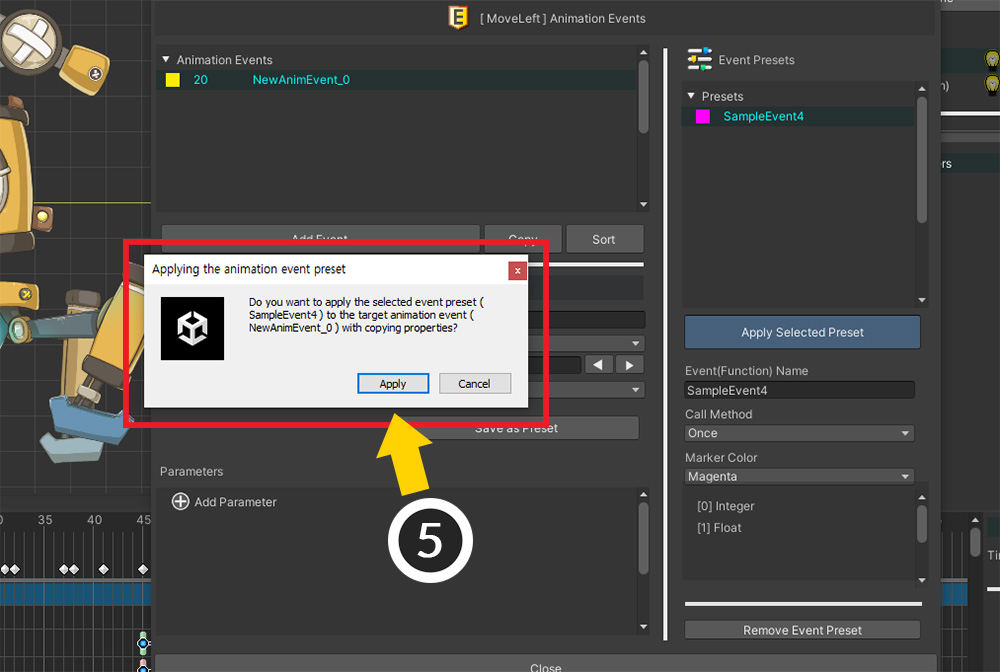 [ MoveLeft ] Animation Events
Animation Events
20 NewAnimEvent_0
Event Presets
Presets
SampleEvent4
Add Event
Copy
Sort
Applying the animation event preset
x
Do you want to apply the selected event preset (
SampleEvent4 ) to the target animation event (
NewAnimEvent_0 ) with copying properties?
Apply
Cancel
Save as Preset
Apply Selected Preset
Event(Function) Name
SampleEvent4
Call Method
Once
Marker Color
Magenta
[0] Integer
[1] Float
Remove Event Preset
Parameters
Add Parameter
5
35 40 45
Close